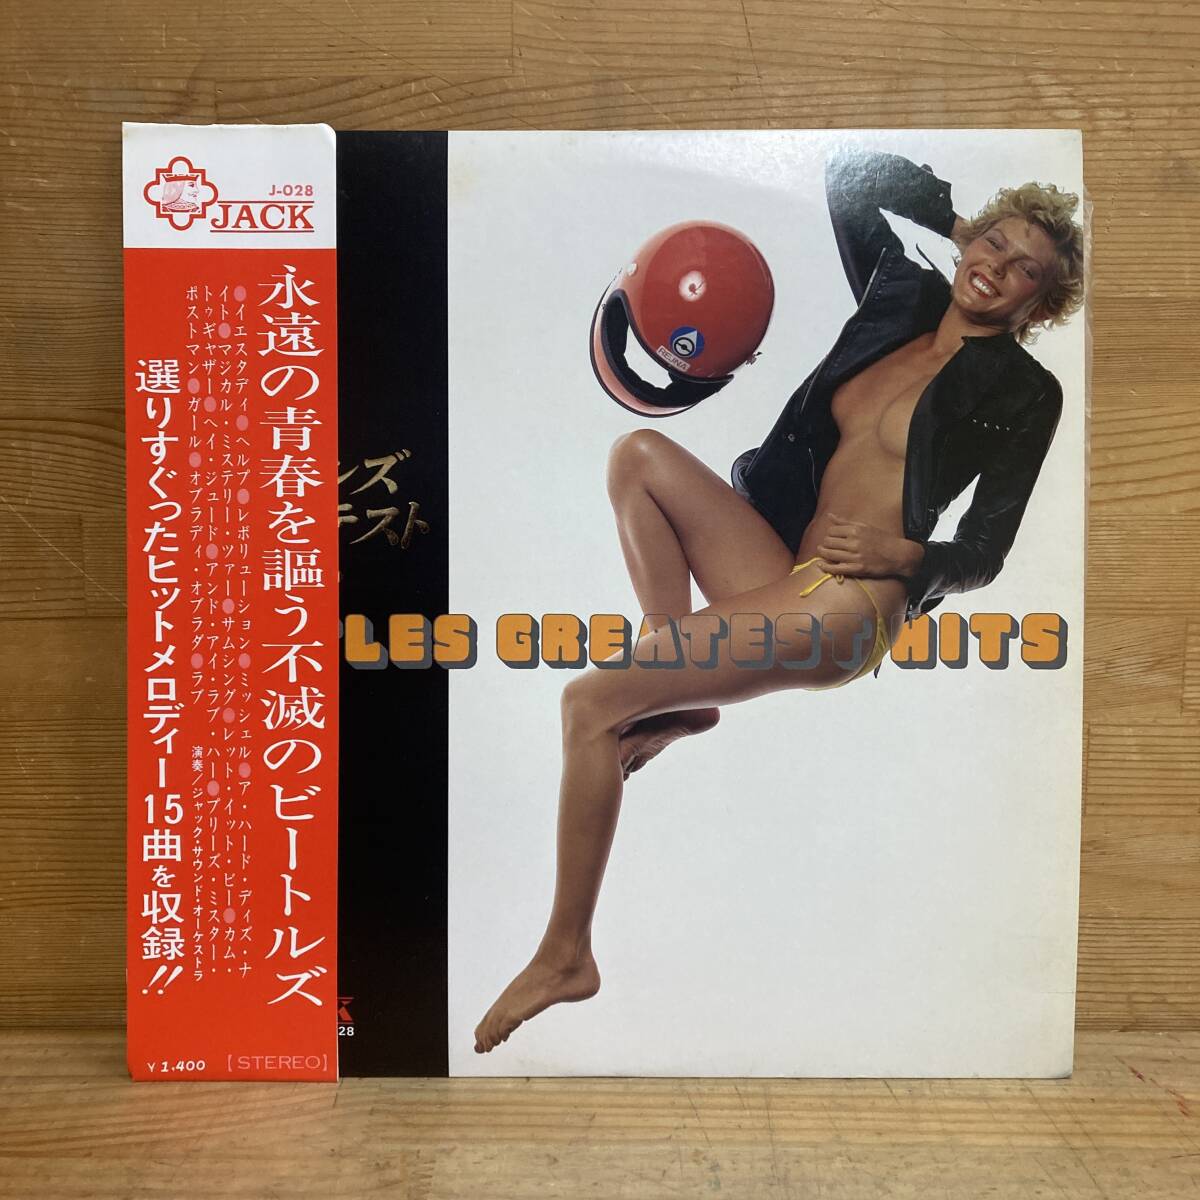 J-028
JACK
永遠の青春を謳う不滅のビートルズ
●イエスタディ●ヘルプ●レボリューション●ミッシェル●ア・ハード・ディズ・ナ
イト●マジカル・ミステリー・ツァー●サムシング●レット・イット・ビー●カム・
トゥギャザー●ヘイ・ジュード●アンド・アイ・ラブ・ハー●プリーズ・ミスター・
ポストマン●ガール●オブラディ・オブラダ●ラブ
演奏/ジャック・サウンド・オーケストラ
選りすぐったヒットメロディー15曲を収録!!
¥1,400
【STEREO】
ルズ
テスト
TLES GREATEST HITS
REJNA
K
28